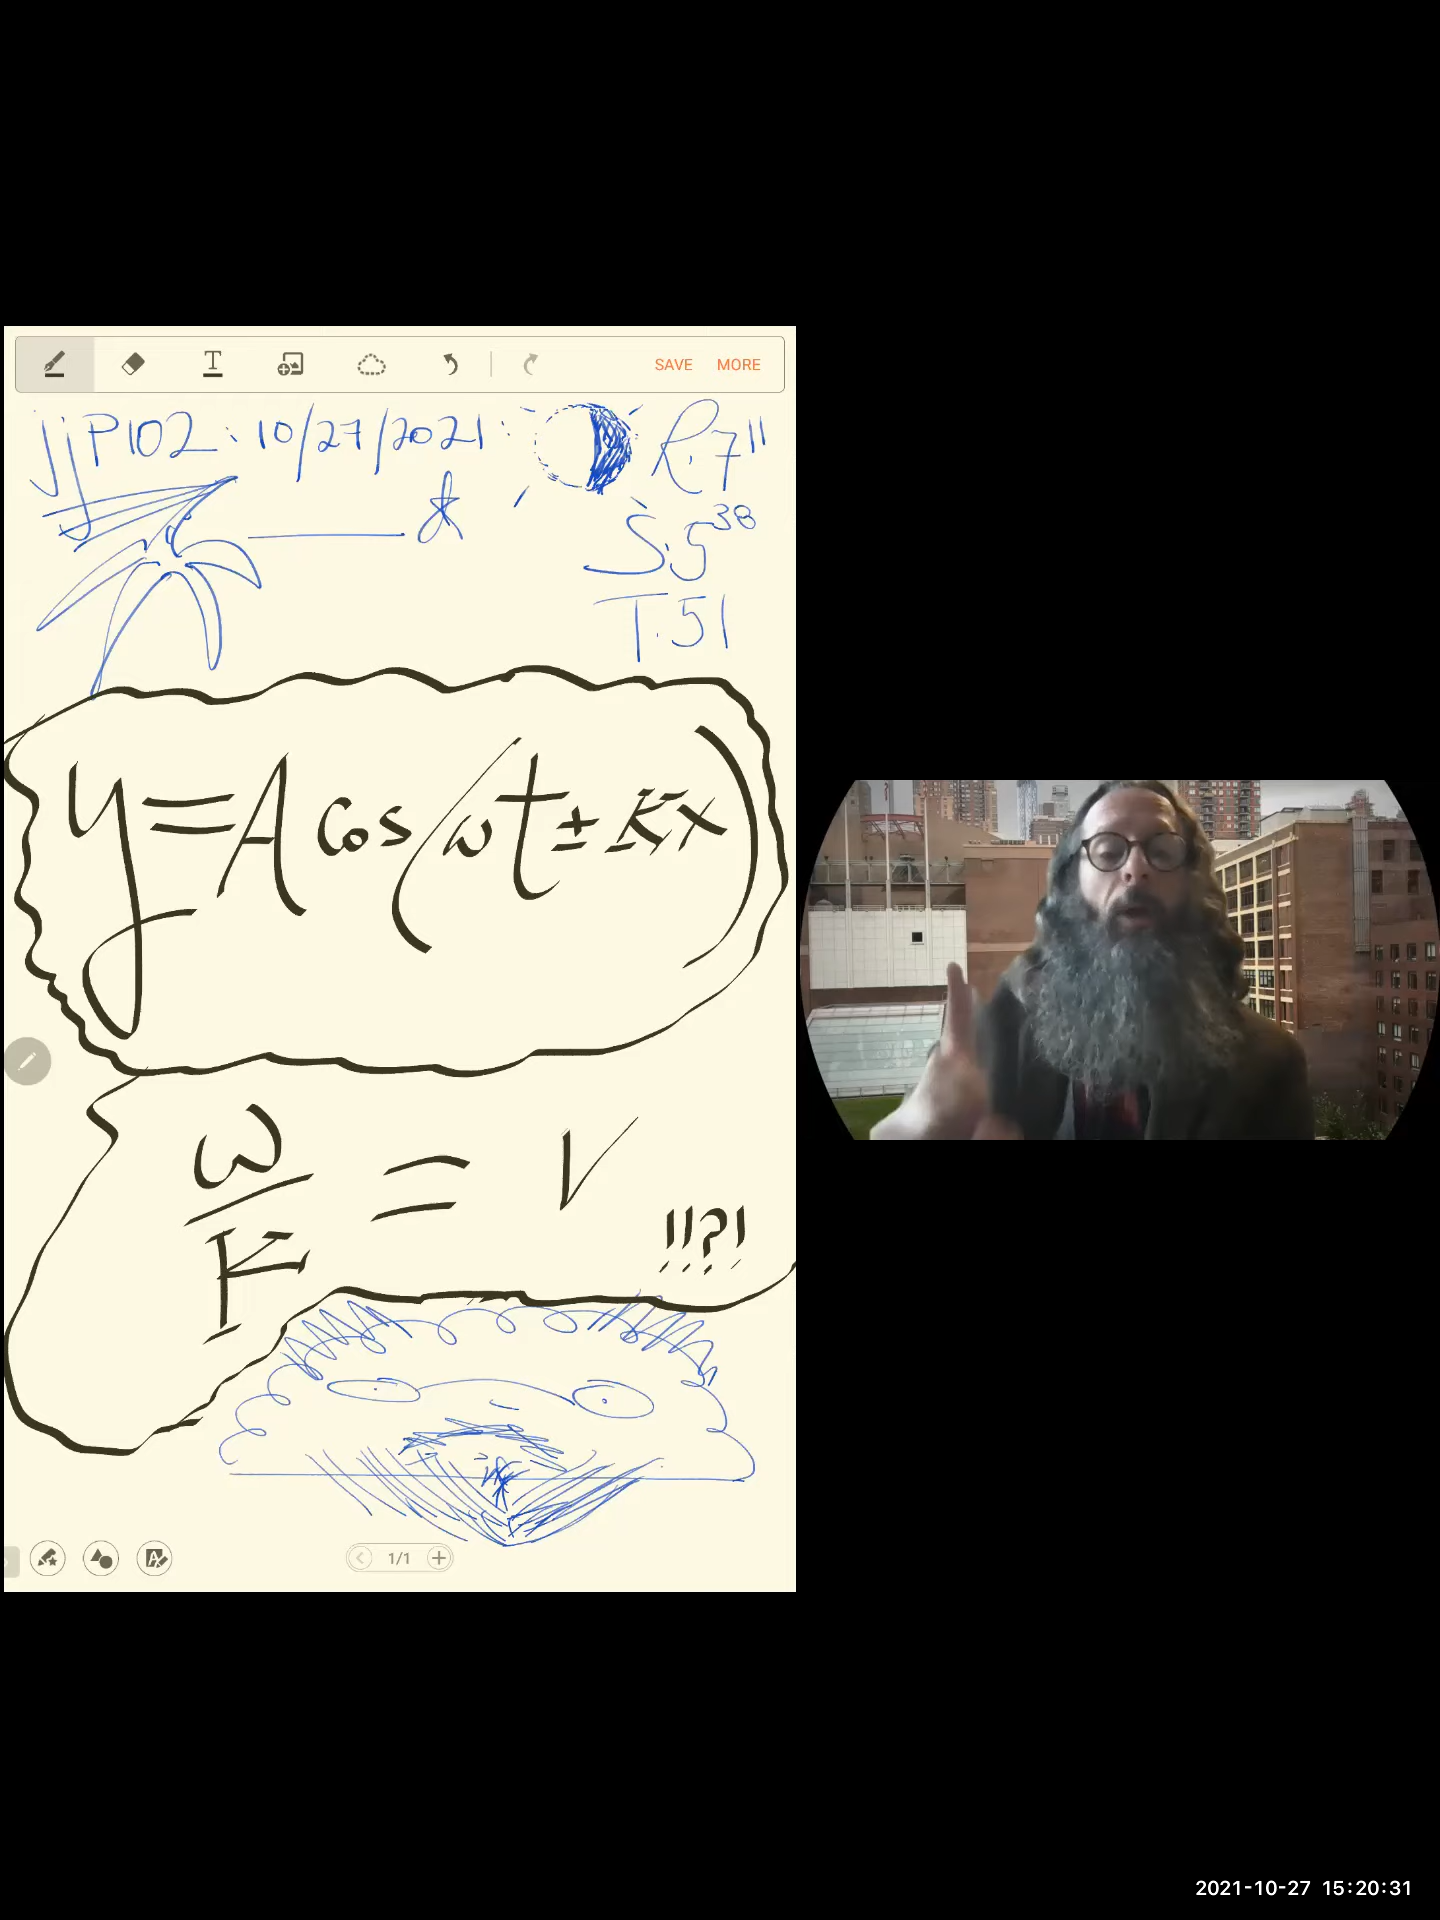 SAVE MORE
jjP102: 10/27/2021: R.7¹¹
S.5³⁸
T.51
y=A cos(ωt±kx)
ω/k = v
!!?!
1/1
2021-10-27 15:20:31